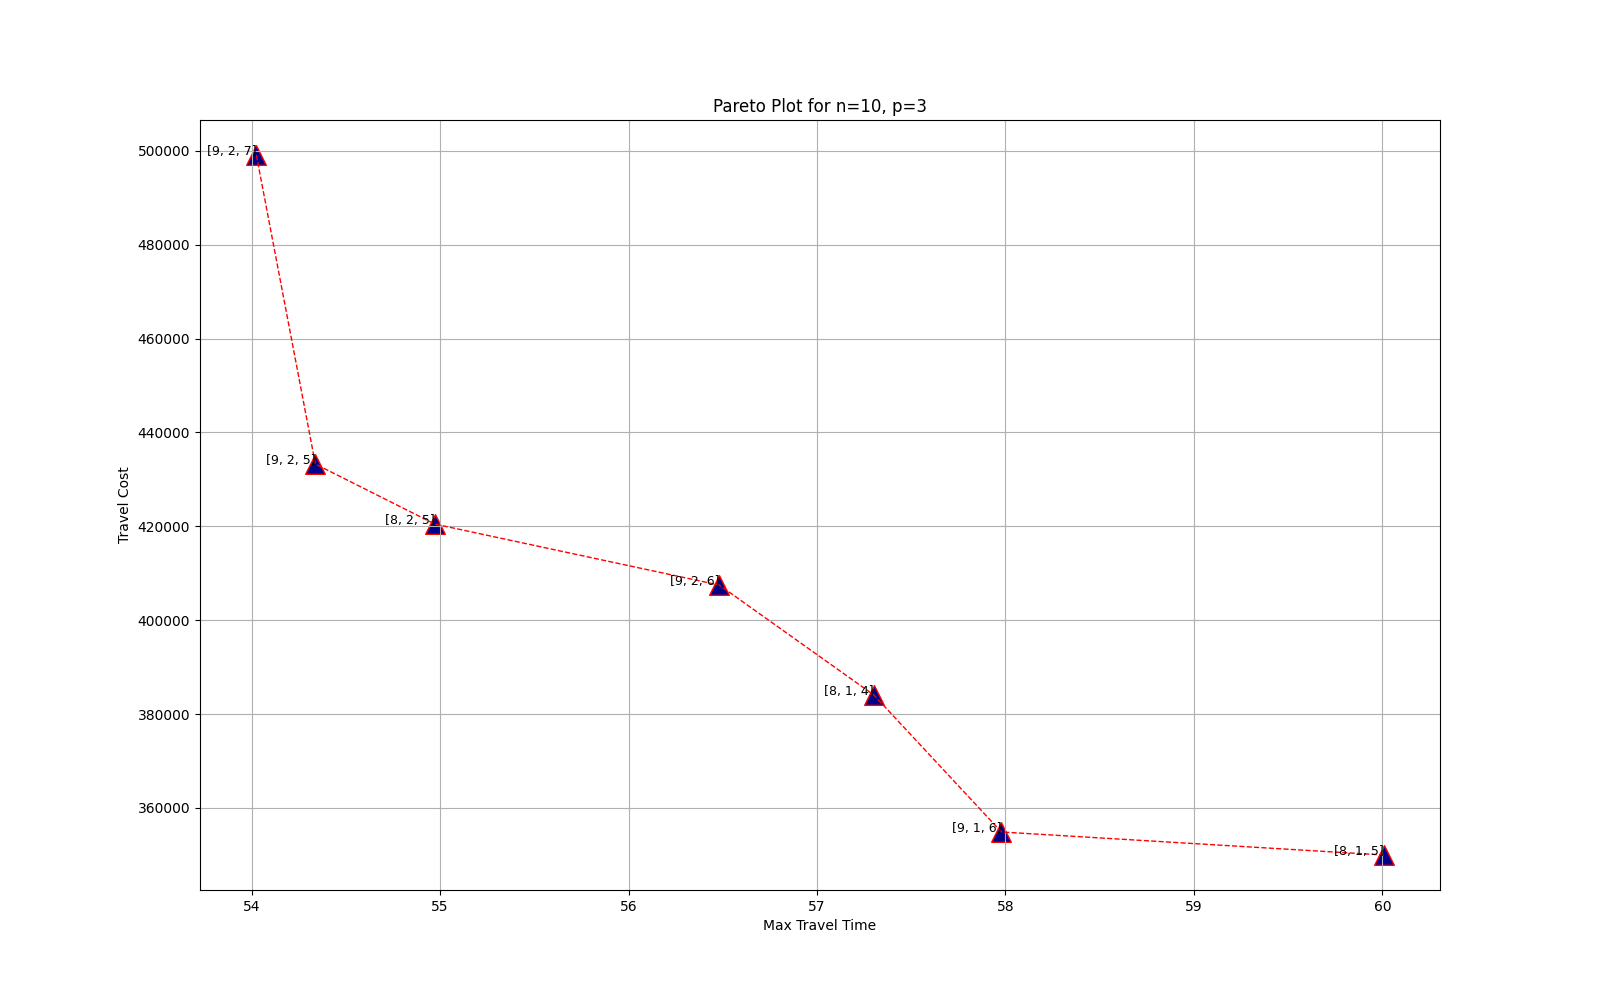 Pareto Plot for n=10, p=3
500000
480000
460000
440000
420000
400000
380000
360000
Travel Cost
[9, 2, 7]
[9, 2, 5]
[8, 2, 5]
[9, 2, 6]
[8, 1, 4]
[9, 1, 6]
[8, 1, 5]
54 55 56 57 58 59 60
Max Travel Time